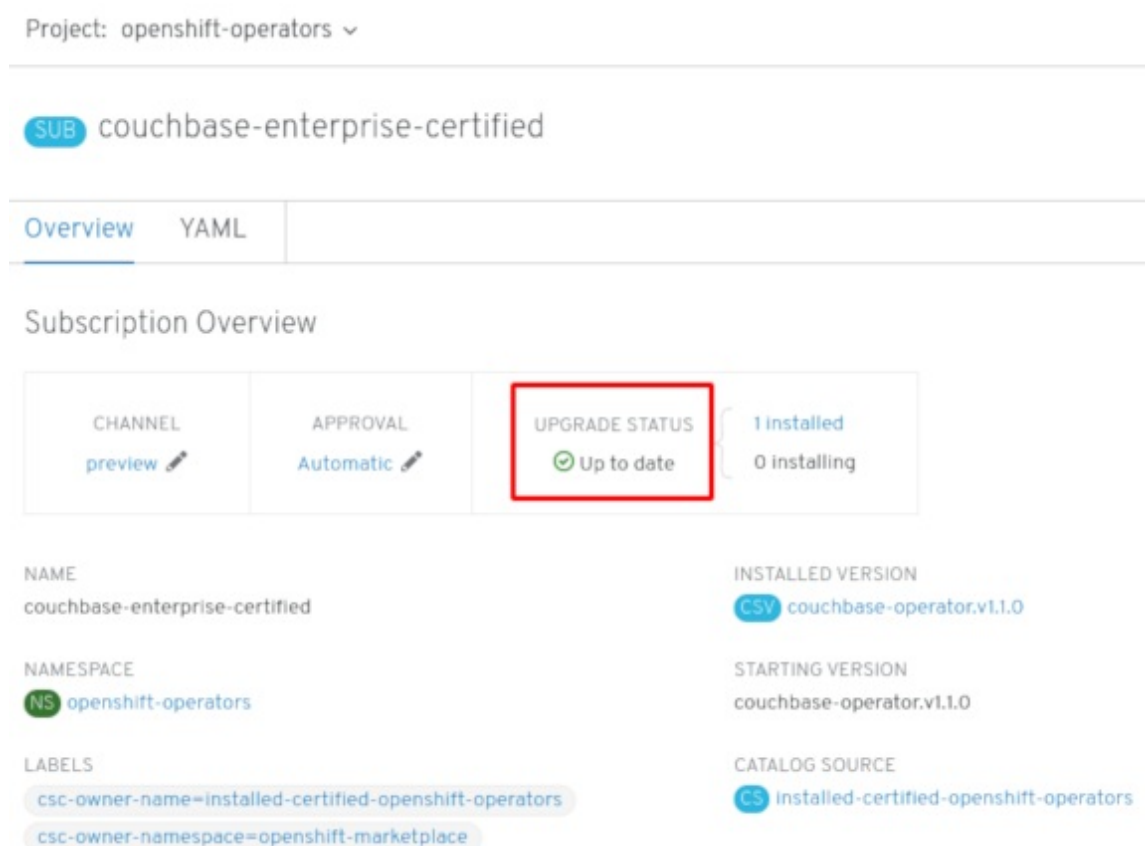 Project: openshift-operators
SUB couchbase-enterprise-certified
Overview YAML
Subscription Overview
CHANNEL
preview
APPROVAL
Automatic
UPGRADE STATUS
Up to date
1 installed
0 installing
NAME
couchbase-enterprise-certified
INSTALLED VERSION
CSV couchbase-operator.v1.1.0
NAMESPACE
NS openshift-operators
STARTING VERSION
couchbase-operator.v1.1.0
LABELS
csc-owner-name=installed-certified-openshift-operators
csc-owner-namespace=openshift-marketplace
CATALOG SOURCE
CS installed-certified-openshift-operators